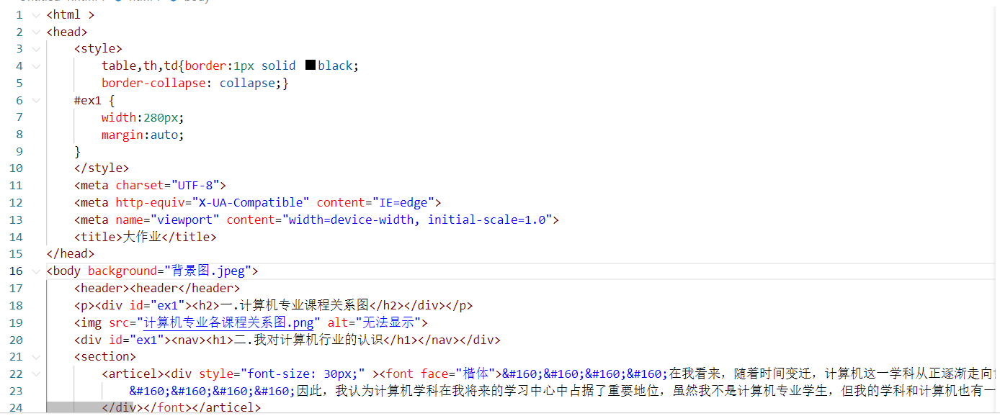 1 <html >
2 <head>
3 <style>
4 table,th,td{border:1px solid black;
5 border-collapse: collapse;}
6 #ex1 {
7 width:280px;
8 margin:auto;
9 }
10 </style>
11 <meta charset="UTF-8">
12 <meta http-equiv="X-UA-Compatible" content="IE=edge">
13 <meta name="viewport" content="width=device-width, initial-scale=1.0">
14 <title>大作业</title>
15 </head>
16 <body background="背景图.jpeg">
17 <header><header</header>
18 <p><div id="ex1"><h2>一.计算机专业课程关系图</h2></div></p>
19 <img src="计算机专业各课程关系图.png" alt="无法显示">
20 <div id="ex1"><nav><h1>二.我对计算机行业的认识</h1></nav></div>
21 <section>
22 <articel><div style="font-size: 30px;" ><font face="楷体">&#160;&#160;&#160;&#160;在我看来，随着时间变迁，计算机这一学科从正逐渐走向
23 &#160;&#160;&#160;&#160;因此，我认为计算机学科在我将来的学习中心中占据了重要地位，虽然我不是计算机专业学生，但我的学科和计算机也有一
24 </div></font></articel>